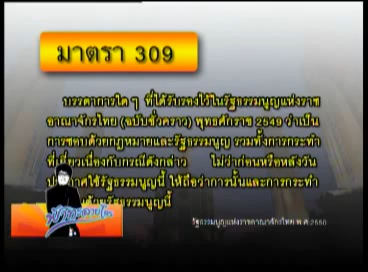 มาตรา 309
บรรดาการใด ๆ ที่ได้รับรองไว้ในรัฐธรรมนูญแห่งราช
อาณาจักรไทย (ฉบับชั่วคราว) พุทธศักราช 2549 ว่าเป็น
การชอบด้วยกฎหมายและรัฐธรรมนูญ รวมทั้งการกระทำ
ที่เกี่ยวเนื่องกับกรณีดังกล่าว ไม่ว่าก่อนหรือหลังวัน
ศใช้รัฐธรรมนูญนี้ ให้ถือว่าการนั้นและการกระทำ
ด้วยรัฐธรรมนูญนี้
รัฐธรรมนูญแห่งราชอาณาจักรไทย พ.ศ.2550